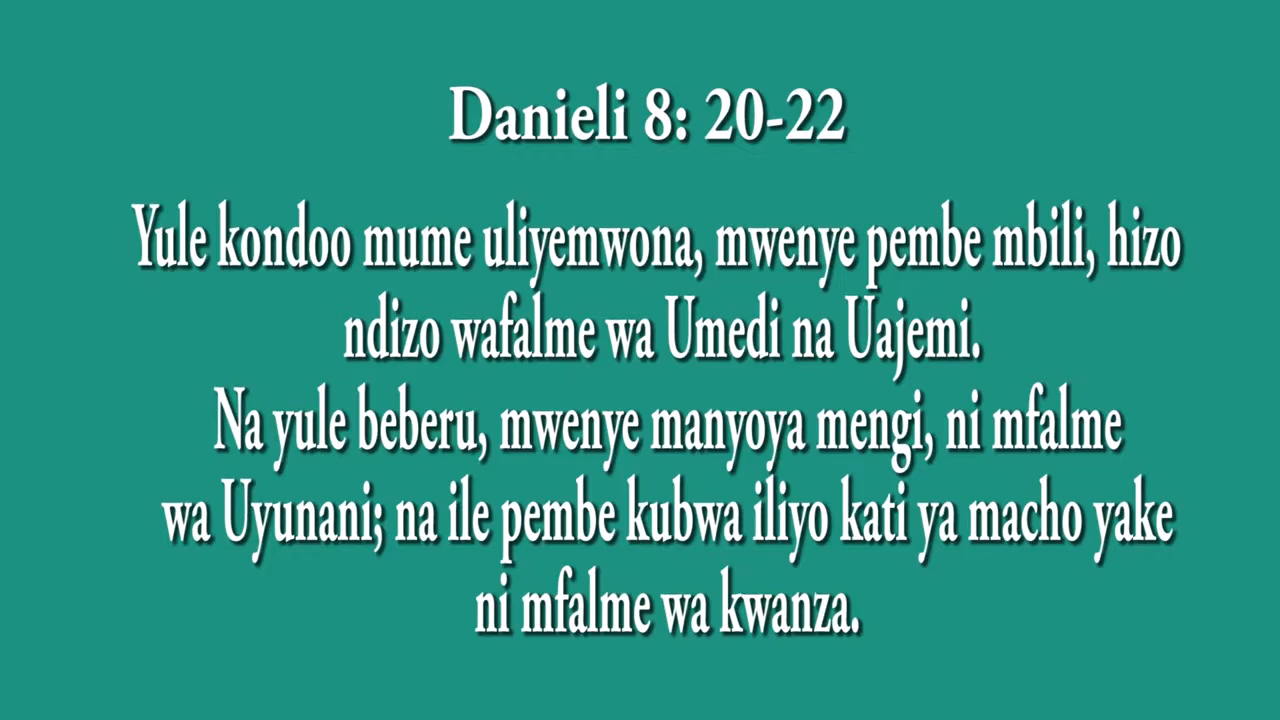 Danieli 8: 20-22
Yule kondoo mume uliyemwona, mwenye pembe mbili, hizo
ndizo wafalme wa Umedi na Uajemi.
Na yule beberu, mwenye manyoya mengi, ni mfalme
wa Uyunani; na ile pembe kubwa iliyo kati ya macho yake
ni mfalme wa kwanza.